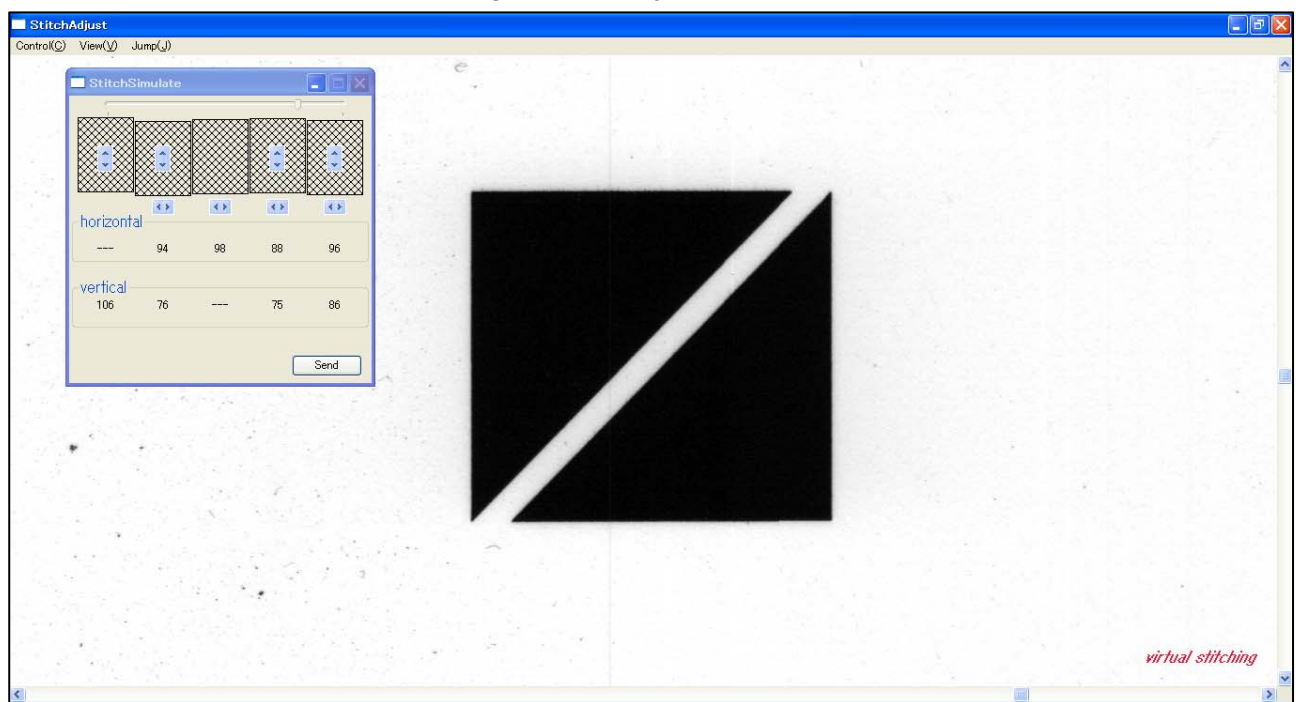 StitchAdjust
Control(C) View(V) Jump(J)
StitchSimulate
horizontal
--- 94 98 88 96
vertical
106 76 --- 75 86
Send
virtual stitching